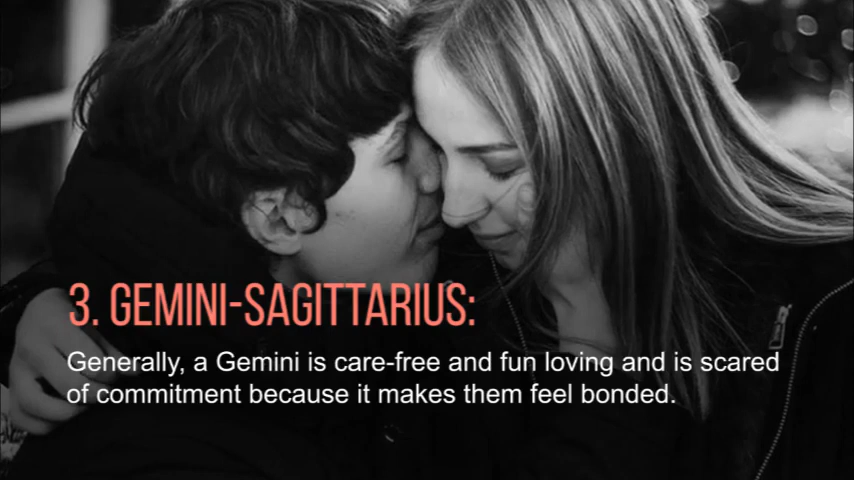 3. GEMINI-SAGITTARIUS:
Generally, a Gemini is care-free and fun loving and is scared
of commitment because it makes them feel bonded.